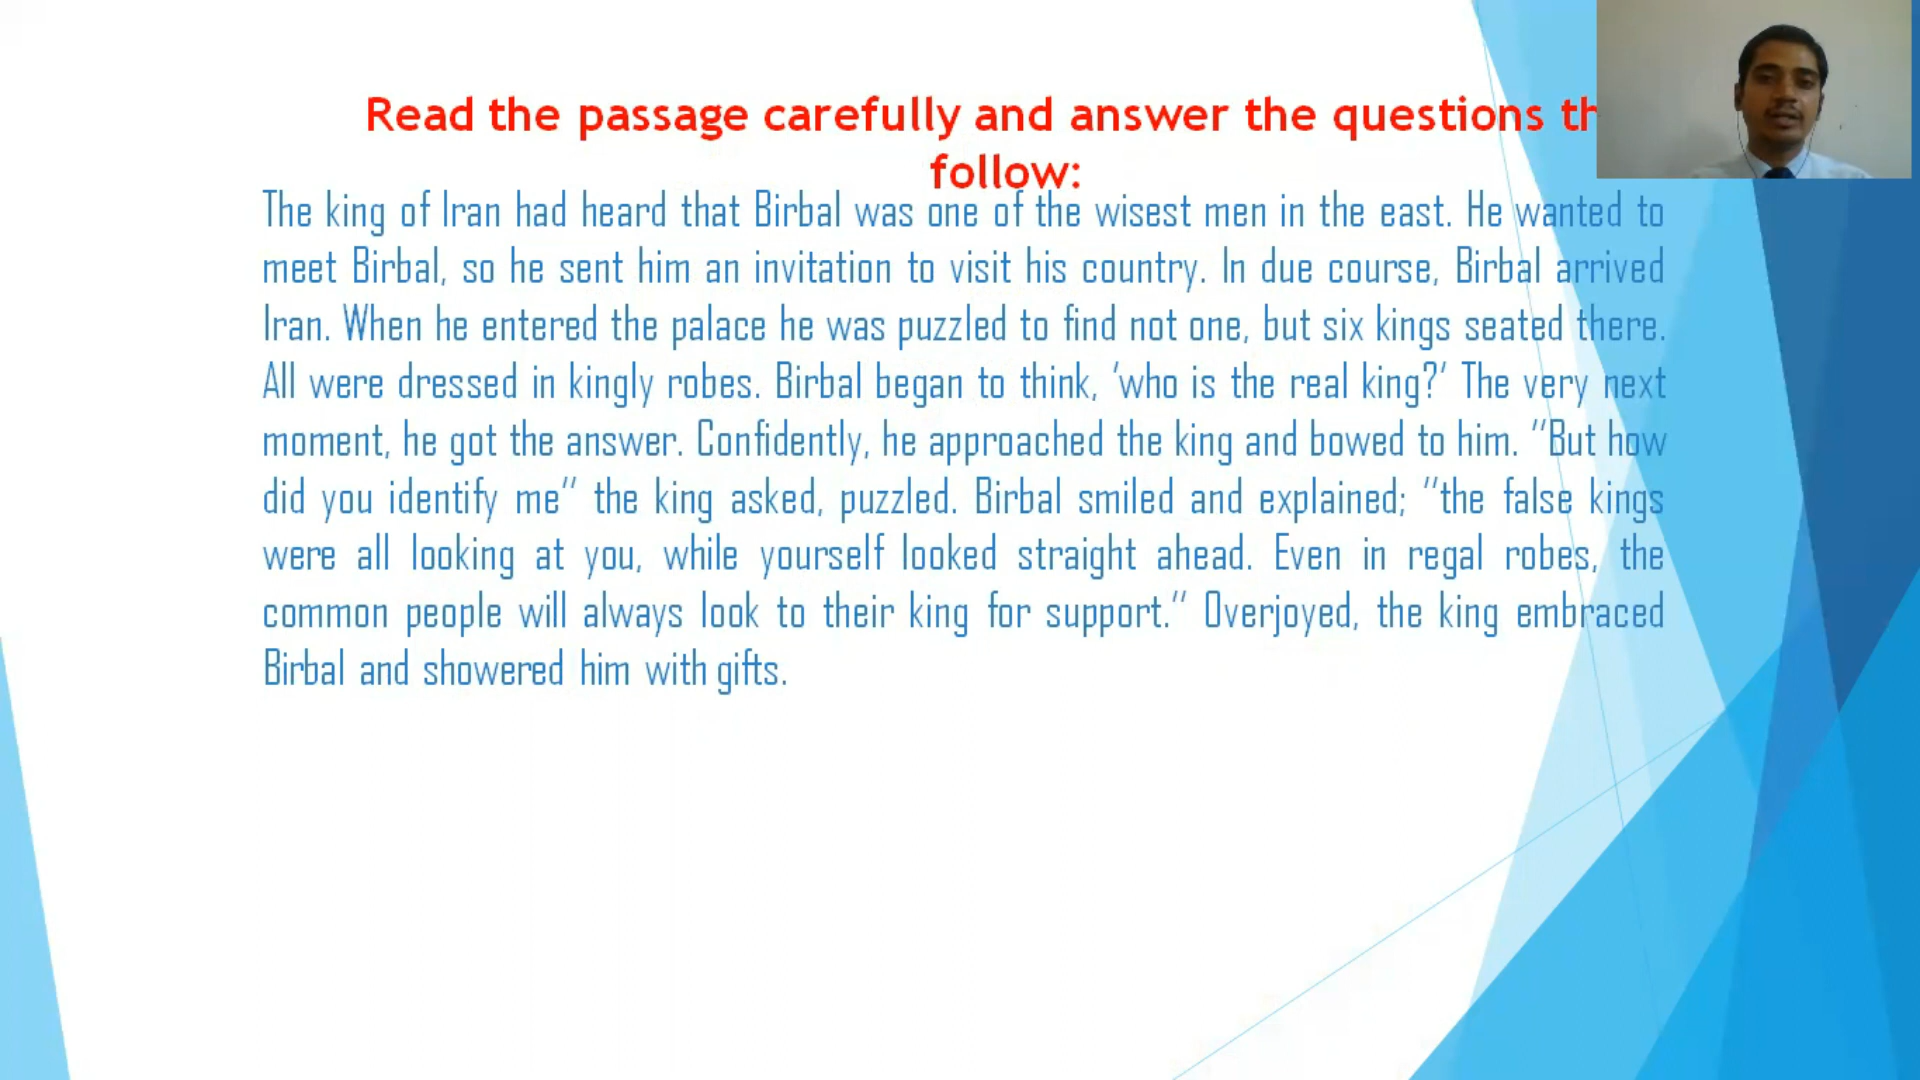 Read the passage carefully and answer the questions th
follow:
The king of Iran had heard that Birbal was one of the wisest men in the east. He wanted to
meet Birbal, so he sent him an invitation to visit his country. In due course, Birbal arrived
Iran. When he entered the palace he was puzzled to find not one, but six kings seated there.
All were dressed in kingly robes. Birbal began to think, ‘who is the real king?’ The very next
moment, he got the answer. Confidently, he approached the king and bowed to him. “But how
did you identify me” the king asked, puzzled. Birbal smiled and explained; “the false kings
were all looking at you, while yourself looked straight ahead. Even in regal robes, the
common people will always look to their king for support.” Overjoyed, the king embraced
Birbal and showered him with gifts.